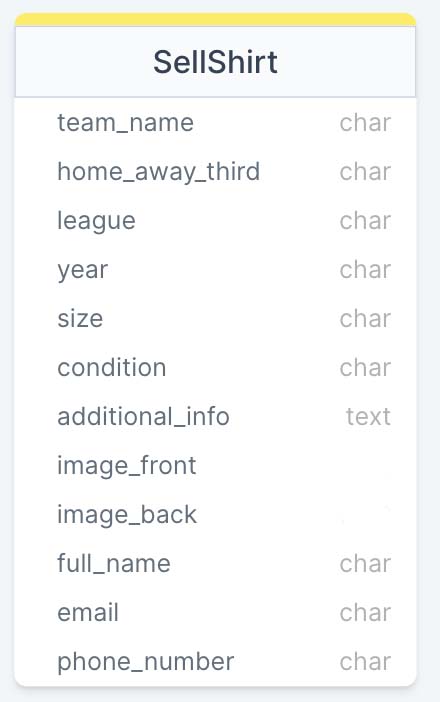 SellShirt
team_name char
home_away_third char
league char
year char
size char
condition char
additional_info text
image_front
image_back
full_name char
email char
phone_number char